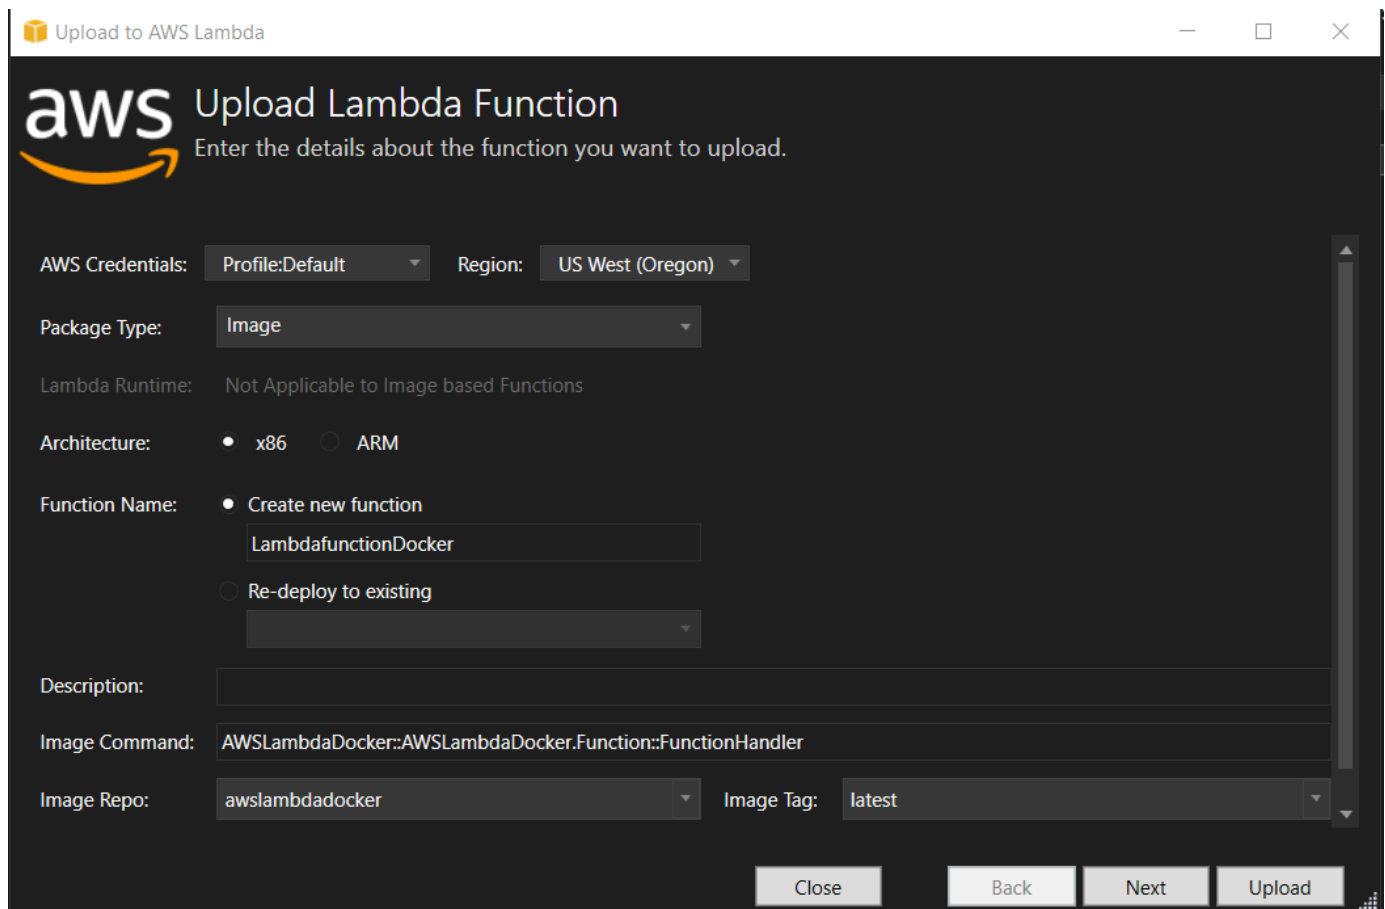 Upload to AWS Lambda
aws
Upload Lambda Function
Enter the details about the function you want to upload.
AWS Credentials: Profile:Default Region: US West (Oregon)
Package Type: Image
Lambda Runtime: Not Applicable to Image based Functions
Architecture: x86 ARM
Function Name: Create new function
LambdafunctionDocker
Re-deploy to existing
Description:
Image Command: AWSLambdaDocker::AWSLambdaDocker.Function::FunctionHandler
Image Repo: awslambdadocker Image Tag: latest
Close Back Next Upload